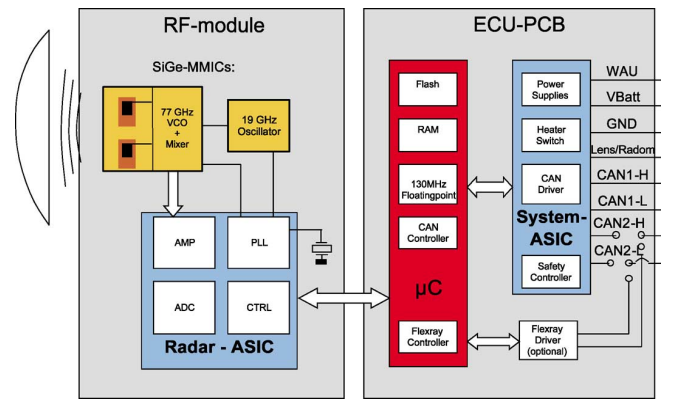 RF-module
SiGe-MMICs:
77 GHz
VCO
+
Mixer
19 GHz
Oscillator
AMP
PLL
ADC
CTRL
Radar - ASIC
ECU-PCB
Flash
RAM
130MHz
Floatingpoint
CAN
Controller
µC
Flexray
Controller
Power
Supplies
Heater
Switch
CAN
Driver
System-
ASIC
Safety
Controller
Flexray
Driver
(optional)
WAU
VBatt
GND
Lens/Radom
CAN1-H
CAN1-L
CAN2-H
CAN2-L